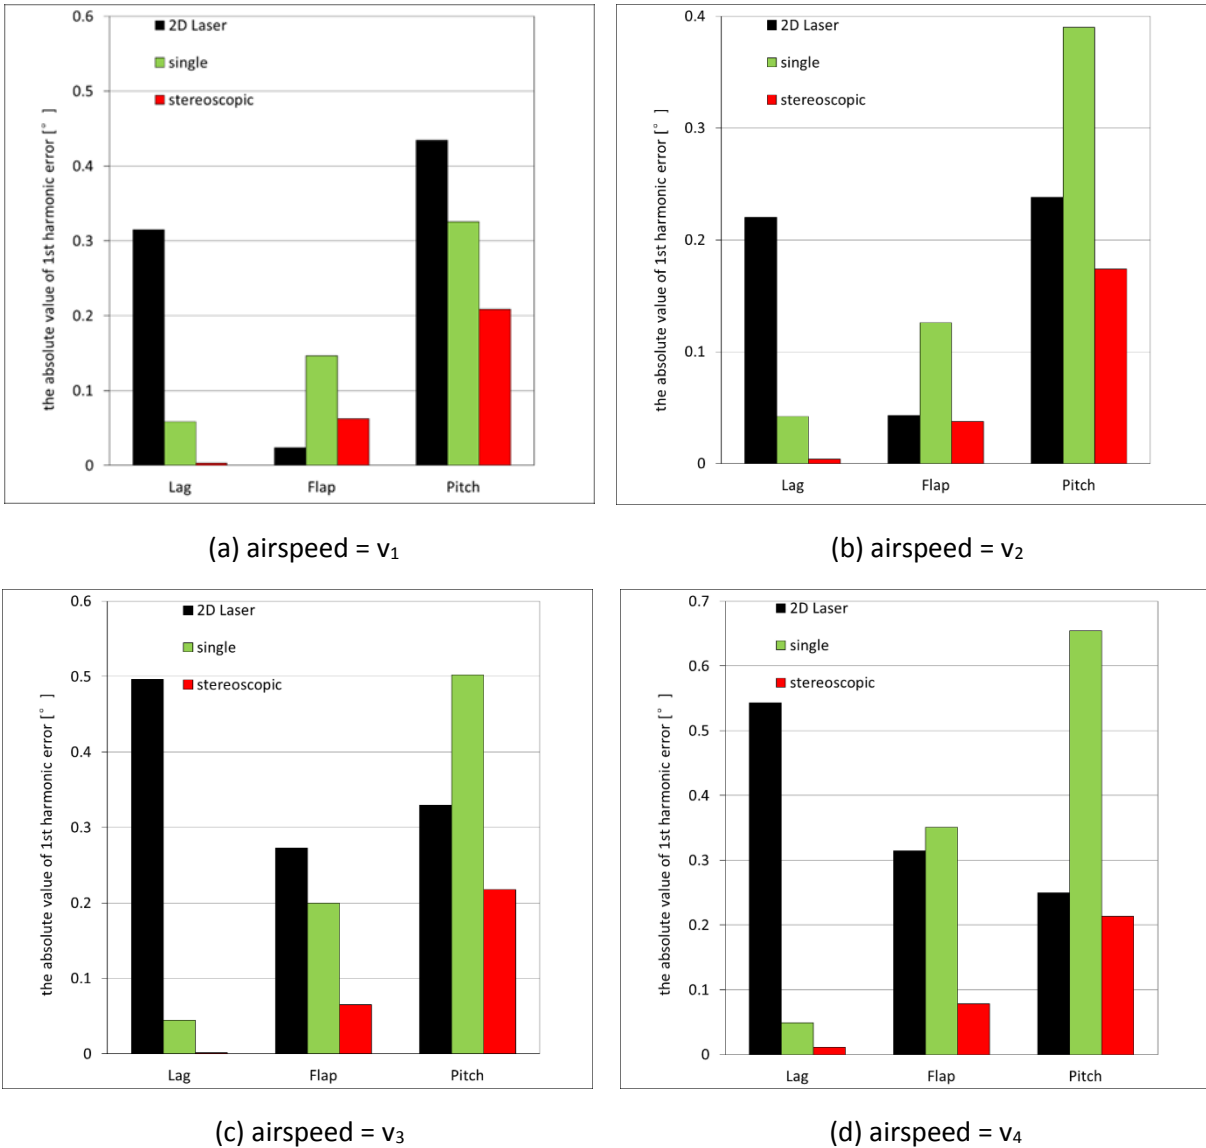 the absolute value of 1st harmonic error [° ]
0.6
0.5
0.4
0.3
0.2
0.1
0
2D Laser
single
stereoscopic
Lag Flap Pitch
(a) airspeed = v₁
the absolute value of 1st harmonic error [° ]
0.4
0.3
0.2
0.1
0
2D Laser
single
stereoscopic
Lag Flap Pitch
(b) airspeed = v₂
the absolute value of 1st harmonic error [° ]
0.6
0.5
0.4
0.3
0.2
0.1
0
2D Laser
single
stereoscopic
Lag Flap Pitch
(c) airspeed = v₃
the absolute value of 1st harmonic error [° ]
0.7
0.6
0.5
0.4
0.3
0.2
0.1
0
2D Laser
single
stereoscopic
Lag Flap Pitch
(d) airspeed = v₄